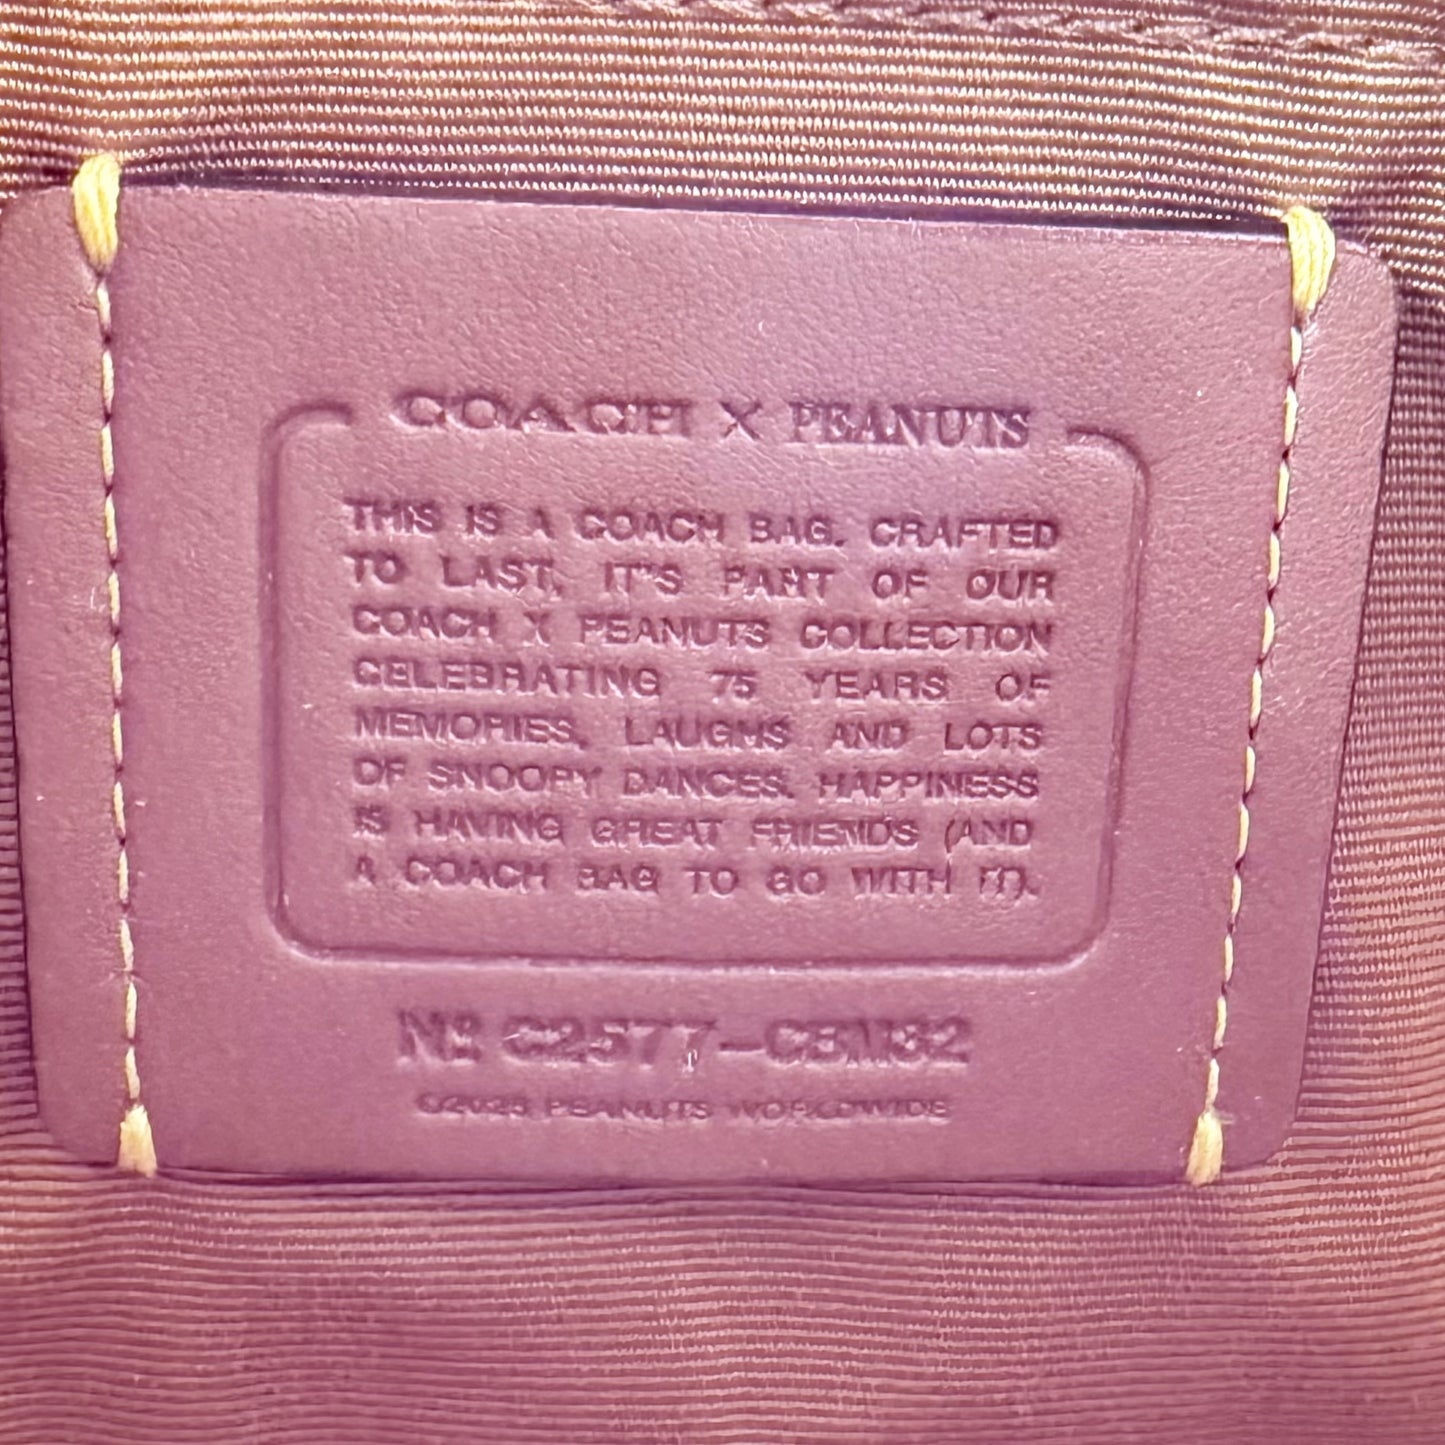 COACH X PEANUTS
THIS IS A COACH BAG. CRAFTED
TO LAST, IT'S PART OF OUR
COACH X PEANUTS COLLECTION
CELEBRATING 75 YEARS OF
MEMORIES, LAUGHS AND LOTS
OF SNOOPY DANCES. HAPPINESS
IS HAVING GREAT FRIENDS (AND
A COACH BAG TO GO WITH IT).
Nº
©2025 PEANUTS WORLDWIDE